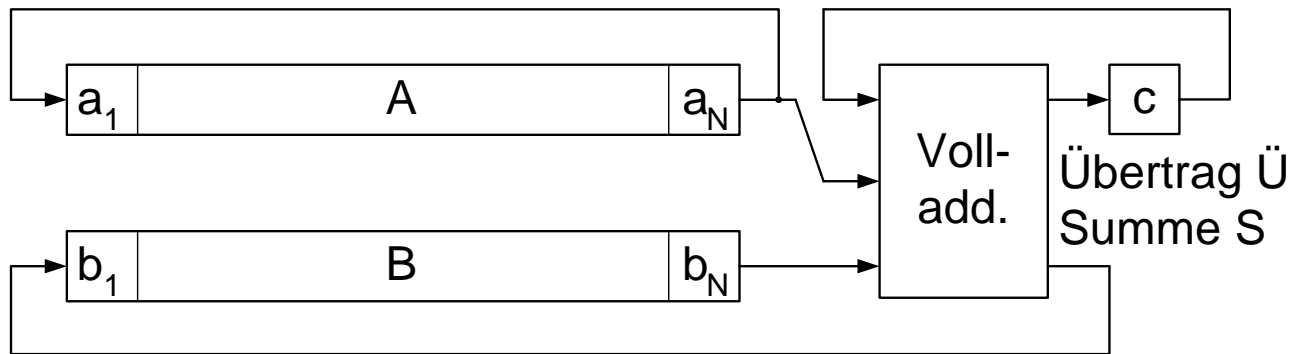 a1 A aN c
Voll-
add.
Übertrag Ü
Summe S
b1 B bN